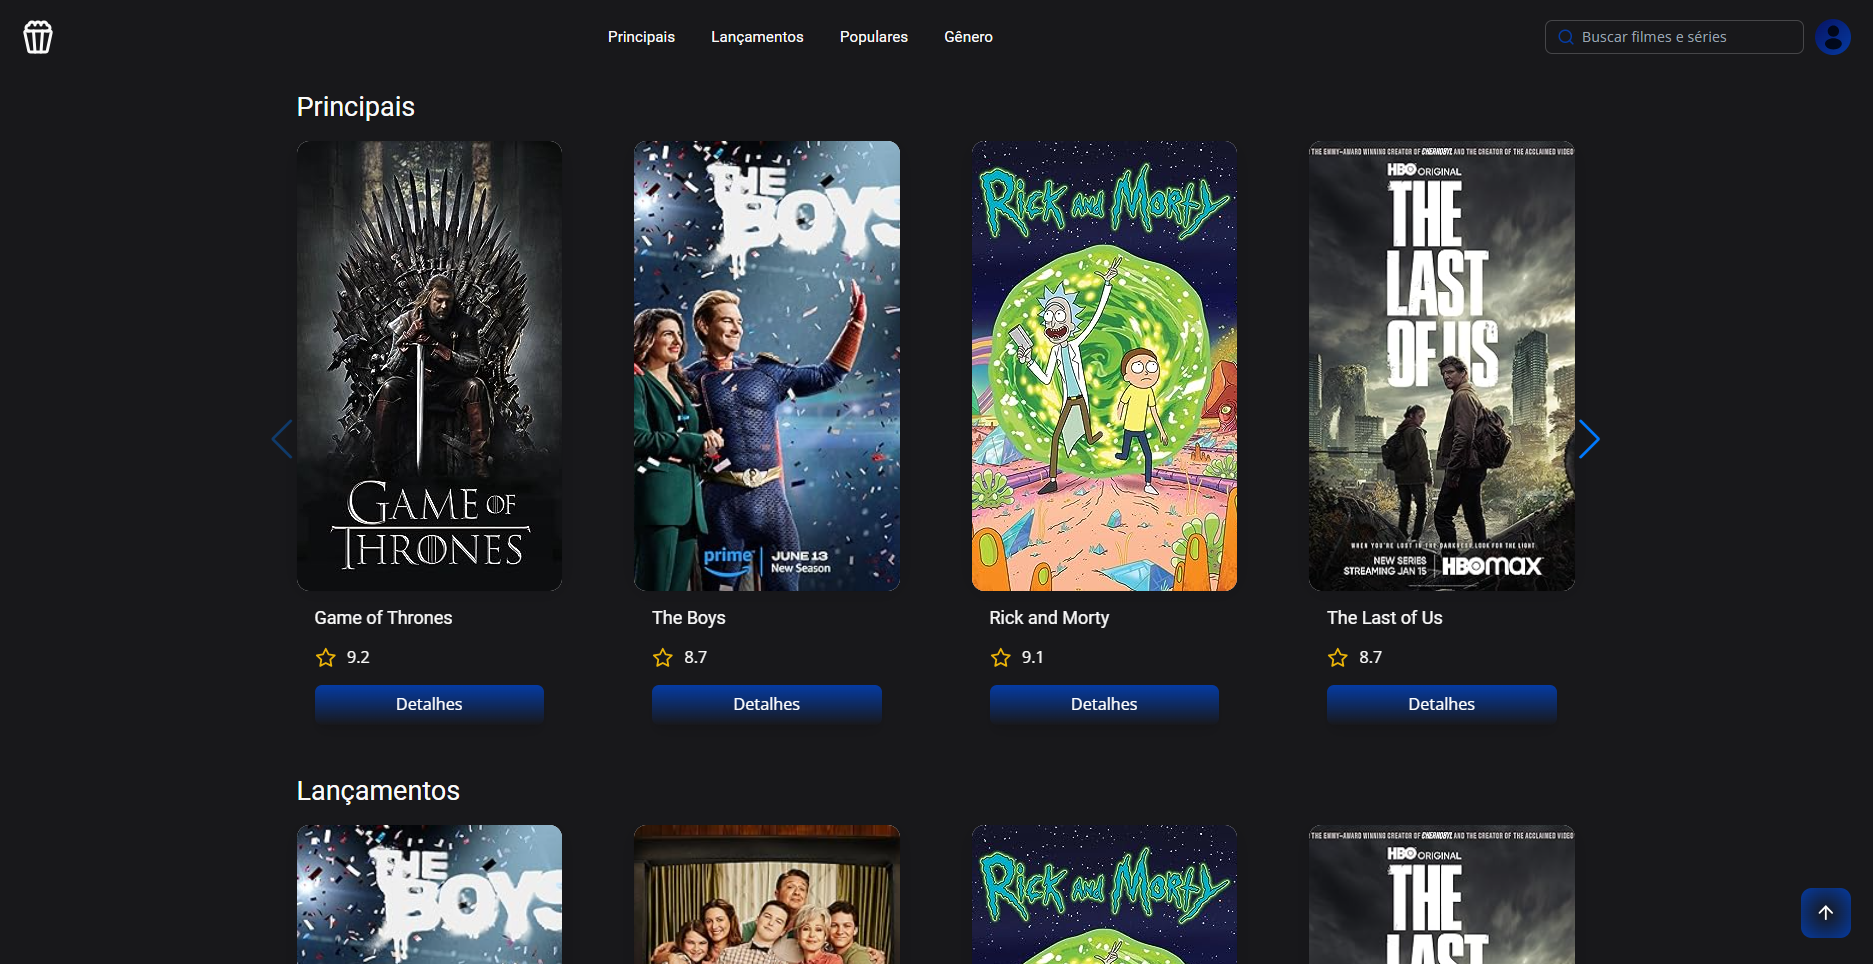 Principais
Lançamentos
Populares
Gênero
Buscar filmes e séries
Principais
GAME OF
THRONES
THE
BOYS
prime
JUNE 13
New Season
Rick and Morty
THE EMMY-AWARD WINNING CREATOR OF CHERNOBYL AND THE CREATOR OF THE ACCLAIMED VIDEO
HBO ORIGINAL
THE
LAST
OF US
WHEN YOU'RE LOST IN THE DARKNESS LOOK FOR THE LIGHT
NEW SERIES
STREAMING JAN 15
HBOMAX
Game of Thrones
The Boys
Rick and Morty
The Last of Us
9.2
8.7
9.1
8.7
Detalhes
Detalhes
Detalhes
Detalhes
Lançamentos
THE
BOYS
Rick and Morty
THE EMMY-AWARD WINNING CREATOR OF CHERNOBYL AND THE CREATOR OF THE ACCLAIMED VIDEO
HBO ORIGINAL
THE
LAST